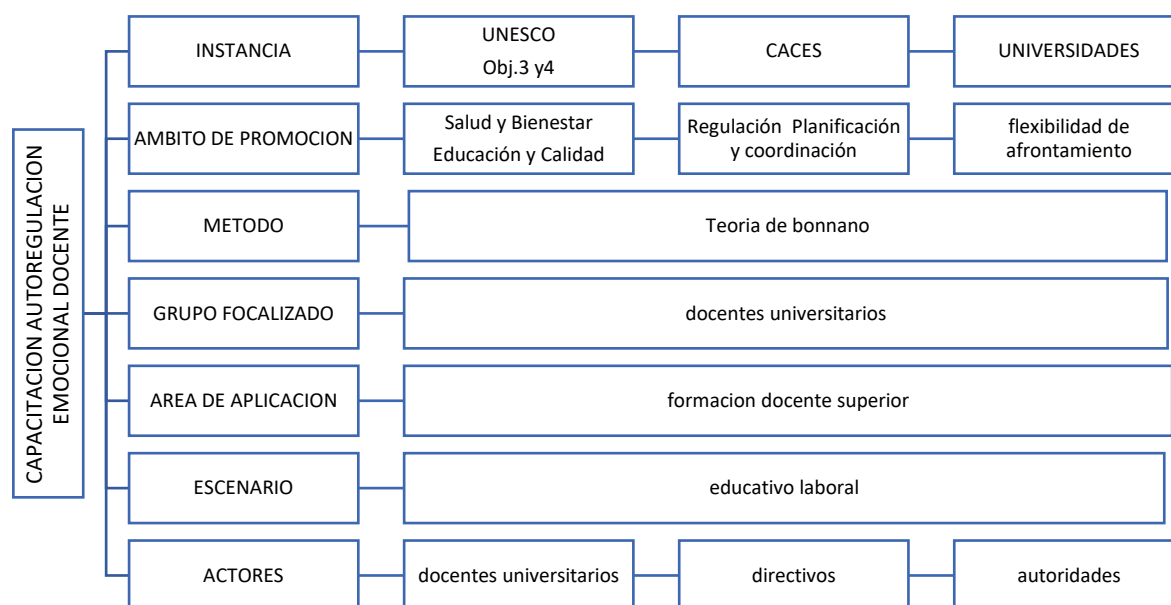 CAPACITACION AUTOREGULACION
EMOCIONAL DOCENTE
INSTANCIA
UNESCO
Obj.3 y4
CACES
UNIVERSIDADES
AMBITO DE PROMOCION
Salud y Bienestar
Educación y Calidad
Regulación Planificación
y coordinación
flexibilidad de
afrontamiento
METODO
Teoria de bonnano
GRUPO FOCALIZADO
docentes universitarios
AREA DE APLICACION
formacion docente superior
ESCENARIO
educativo laboral
ACTORES
docentes universitarios
directivos
autoridades